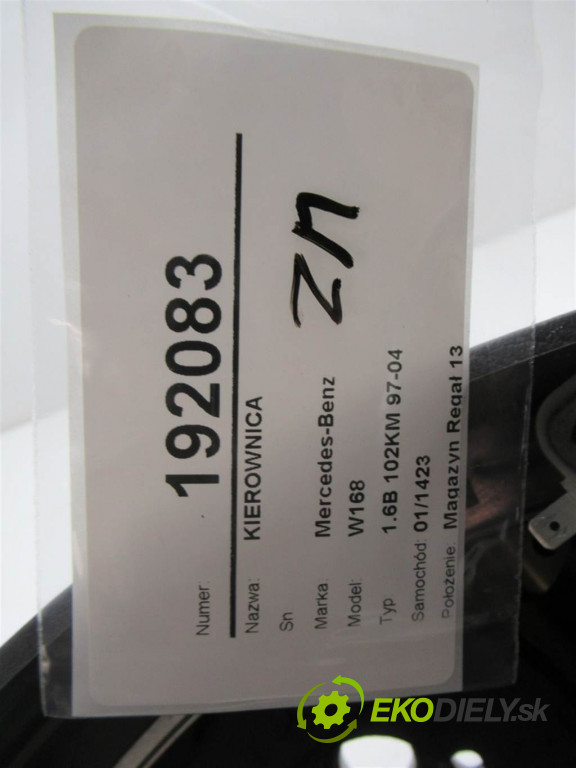 Numer 192083
Nazwa: KIEROWNICA
Sn
Marka Mercedes-Benz
Model: W168
Typ 1.6B 102KM 97-04
Samochód: 01/1423
Położenie: Magazyn Regał 13
ZN
EKODIELY.sk